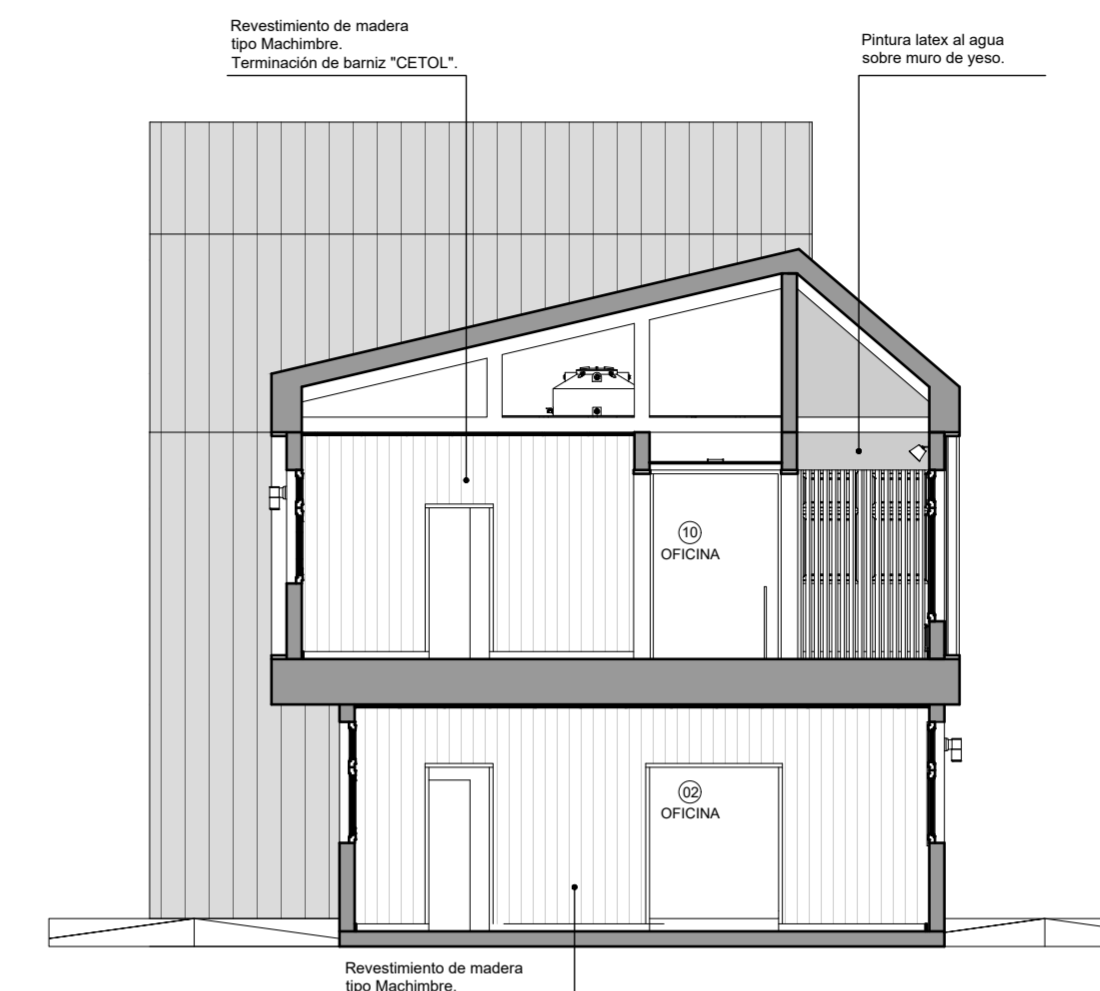 Revestimiento de madera
tipo Machimbre.
Terminación de barniz "CETOL".
Pintura latex al agua
sobre muro de yeso.
10
OFICINA
02
OFICINA
Revestimiento de madera
tipo Machimbre.